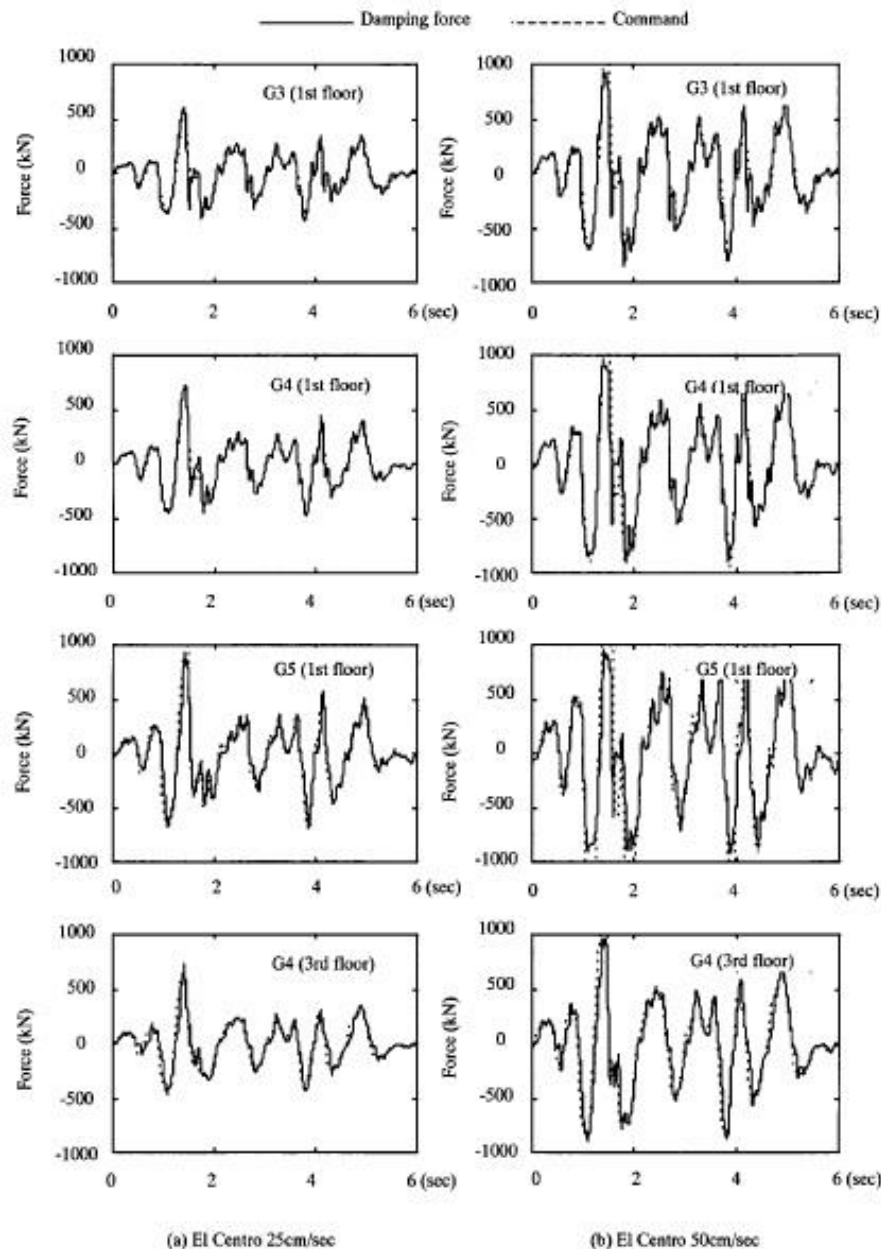 Damping force Command
1000 1000
G3 (1st floor) G3 (1st floor)
500 500
Force (kN) 0 Force (kN) 0
-500 -500
-1000 -1000
0 2 4 6 (sec) 0 2 4 6 (sec)
1000 1000
G4 (1st floor) G4 (1st floor)
500 500
Force (kN) 0 Force (kN) 0
-500 -500
-1000 -1000
0 2 4 6 (sec) 0 2 4 6 (sec)
1000 1000
G5 (1st floor) G5 (1st floor)
500 500
Force (kN) 0 Force (kN) 0
-500 -500
-1000 -1000
0 2 4 6 (sec) 0 2 4 6 (sec)
1000 1000
G4 (3rd floor) G4 (3rd floor)
500 500
Force (kN) 0 Force (kN) 0
-500 -500
-1000 -1000
0 2 4 6 (sec) 0 2 4 6 (sec)
(a) El Centro 25cm/sec (b) El Centro 50cm/sec